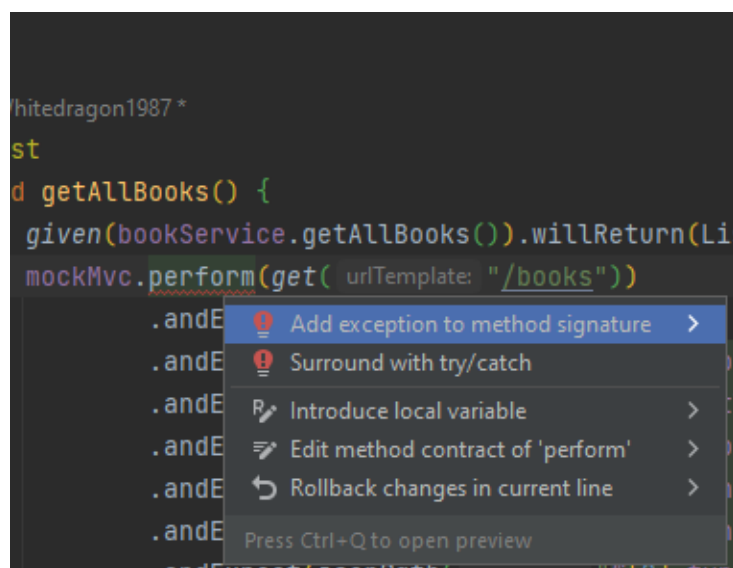 hitedragon1987 *
st
d getAllBooks() {
given(bookService.getAllBooks()).willReturn(Li
mockMvc.perform(get( urlTemplate: "/books"))
.andE
Add exception to method signature
.andE
Surround with try/catch
.andE
Introduce local variable
.andE
Edit method contract of 'perform'
.andE
Rollback changes in current line
.andE
Press Ctrl+Q to open preview